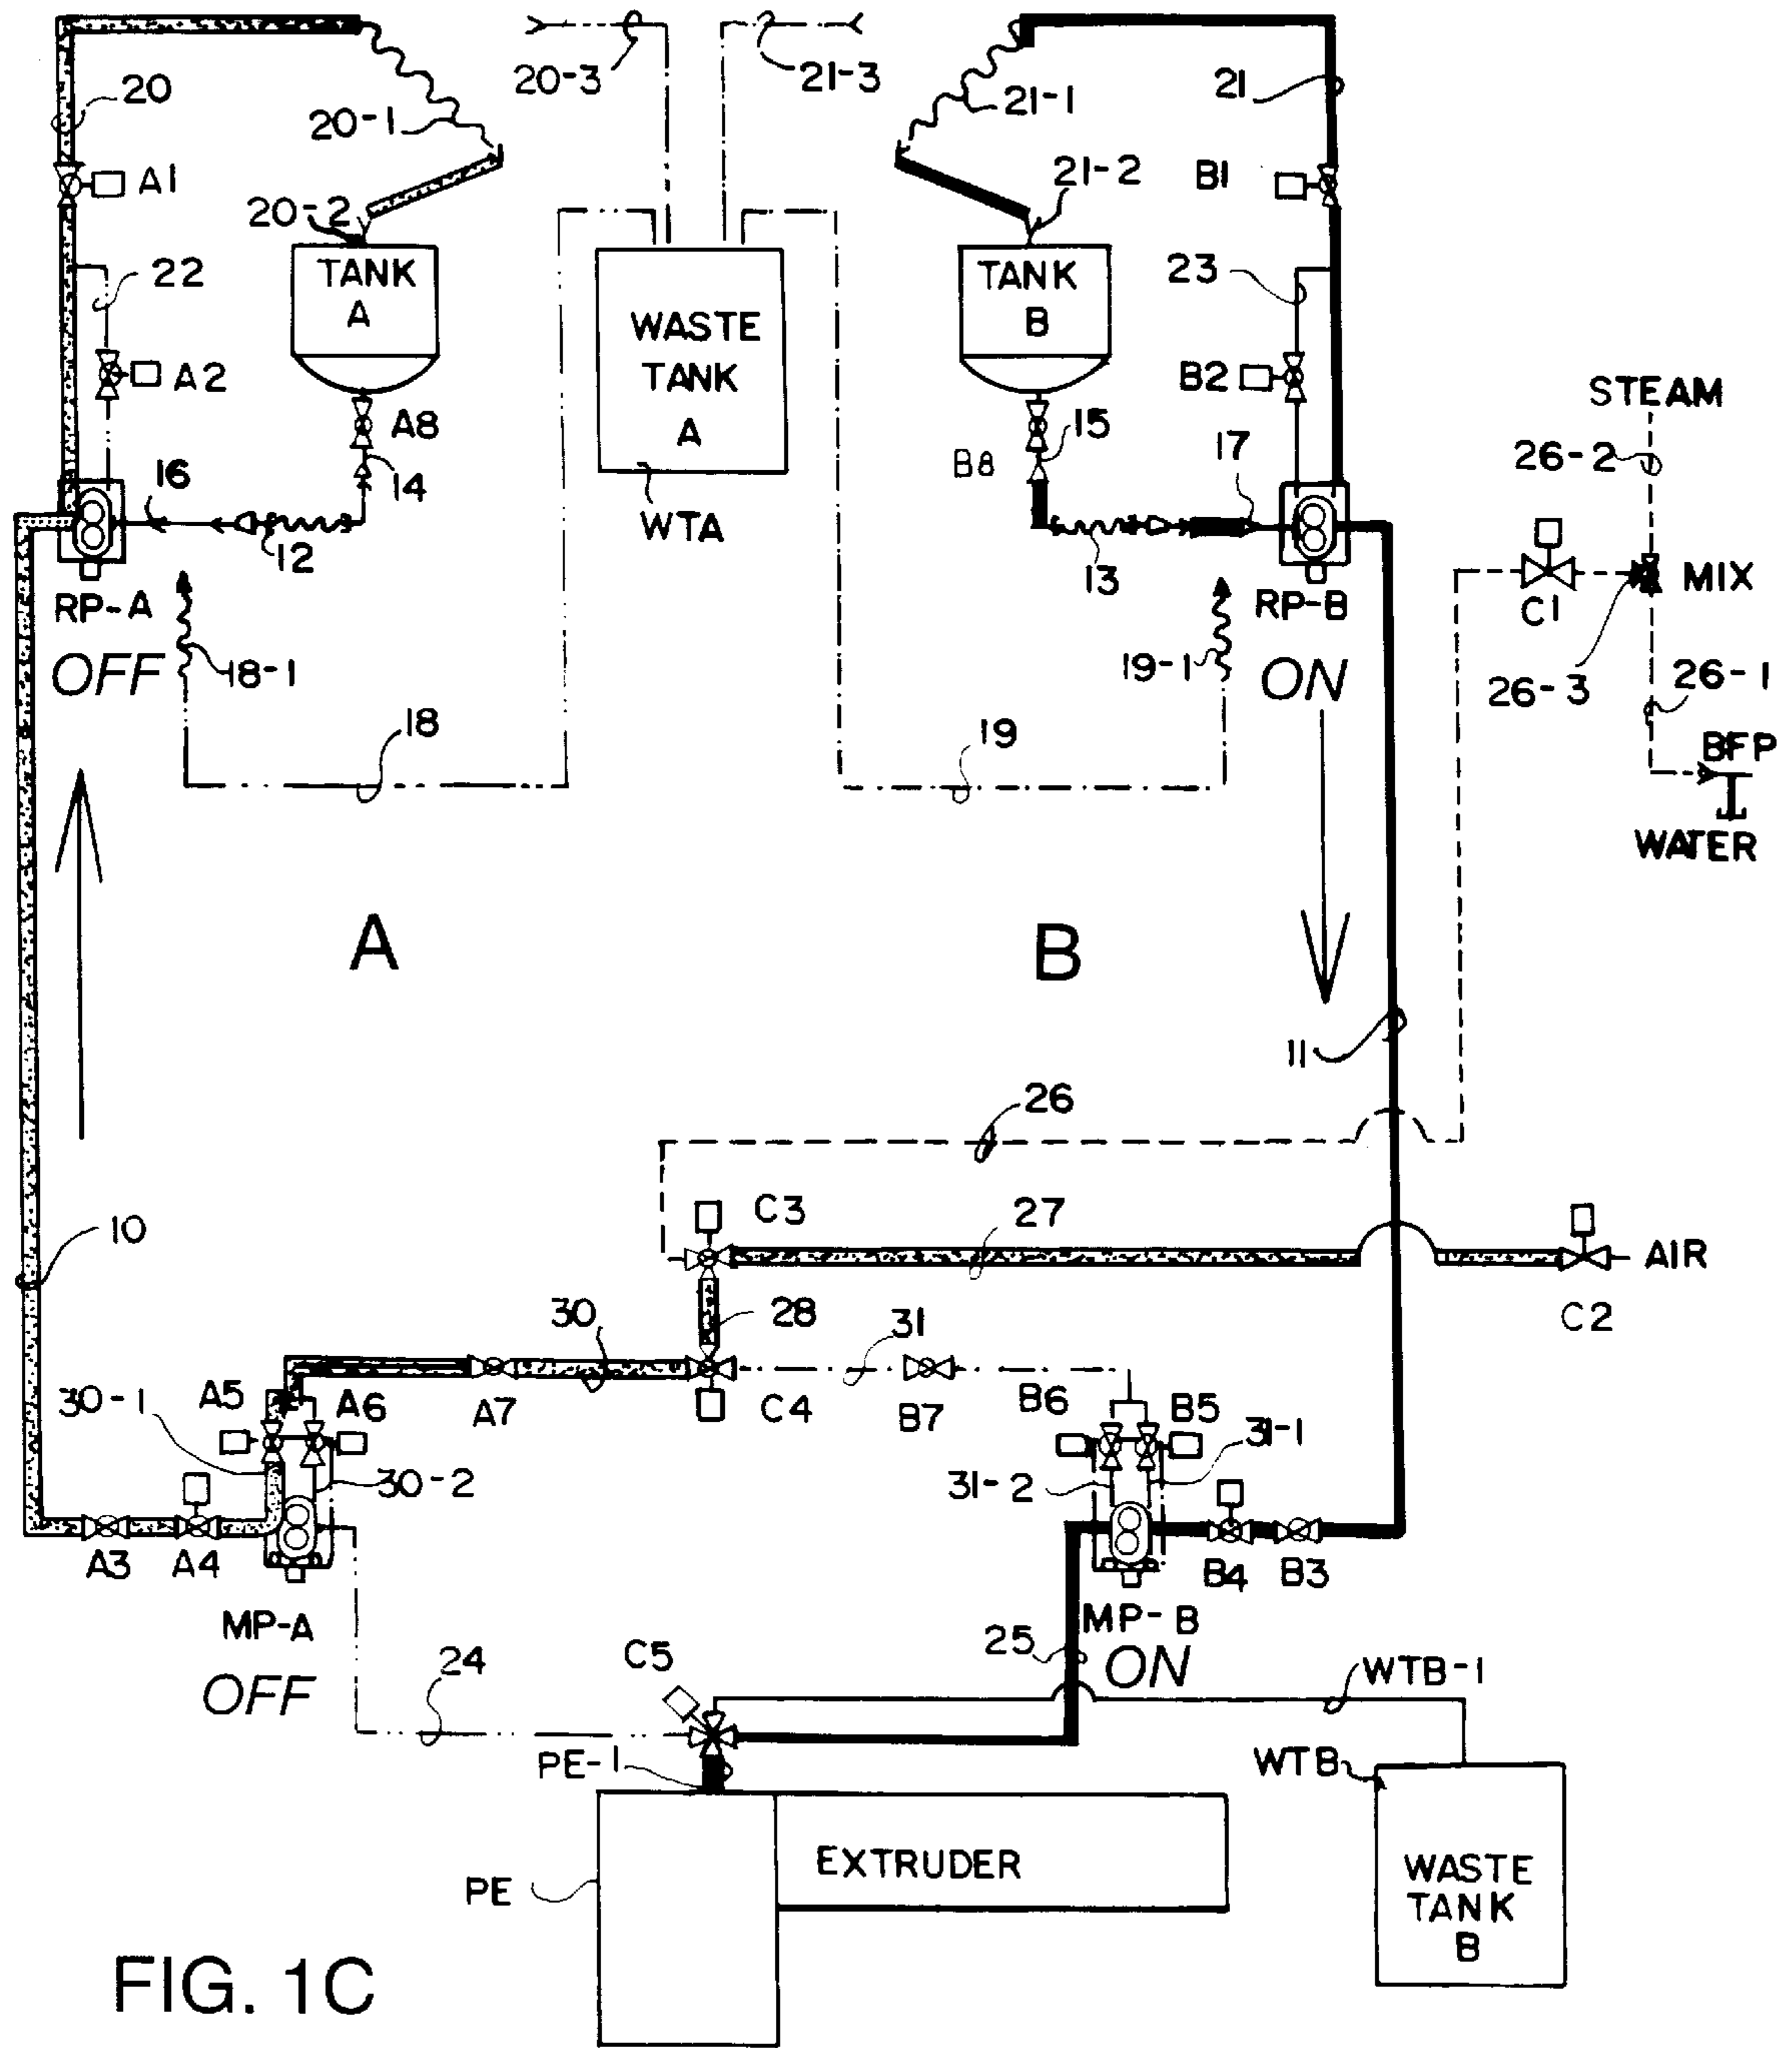 20
20-1
20-3
21-3
21-1
21
A1
20-2
21-2
B1
22
TANK
A
WASTE
TANK
A
TANK
B
23
A2
A8
B2
STEAM
15
17
26-2
B8
16
14
WTA
12
13
C1
MIX
RP-A
RP-B
OFF
18-1
19-1
ON
26-3
26-1
18
19
BFP
WATER
A
B
11
26
10
C3
27
AIR
30
28
31
C2
30-1
A5
A6
A7
C4
B7
B6
B5
31-1
30-2
31-2
A3
A4
B4
B3
MP-A
MP-B
OFF
24
C5
25
ON
WTB-1
PE-1
WTB
EXTRUDER
WASTE
TANK
B
PE
FIG. 1C